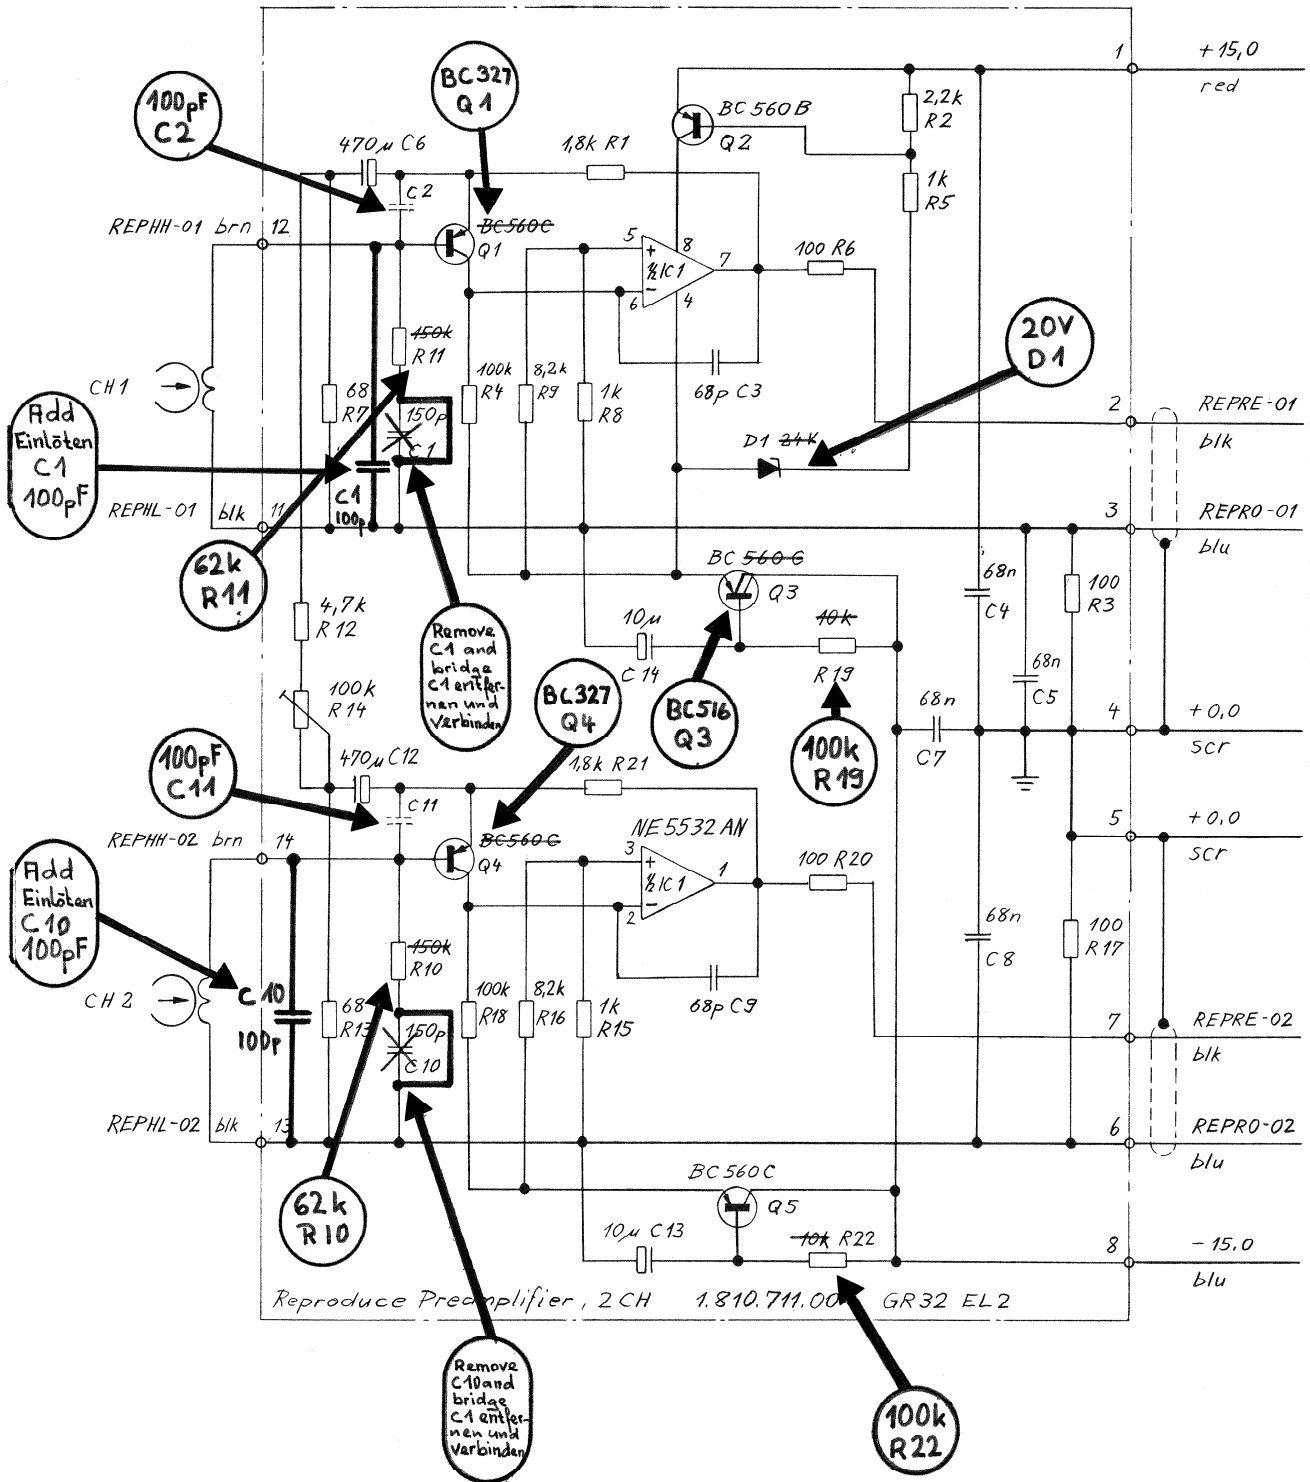 1
+15,0
red
BC327
Q1
100pF
C2
BC 560B
Q2
2,2k
R2
470µ C6
1,8k R1
1k
R5
C2
REPHH-01 brn 12
BC560C
Q1
5
+
8
½IC1
7
-
6
4
100 R6
20V
D1
150k
R11
CH1
68
R7
100k
R4
8,2k
R9
1k
R8
68p C3
150p
C1
2
REPRE-01
blk
Add
Einlöten
C1
100pF
D1 24V
C1
100p
REPHL-01 blk 11
3
REPRO-01
blu
62k
R11
BC 560C
Q3
68n
C4
100
R3
4,7k
R12
10µ
C14
10k
R19
Remove
C1 and
bridge
C1 entfer-
nen und
Verbinden
68n
C5
100k
R14
BC327
Q4
BC516
Q3
100k
R19
68n
C7
4
+0,0
scr
100pF
C11
470µ C12
1,8k R21
C11
NE5532AN
5
+0,0
scr
REPHH-02 brn 14
BC560C
Q4
3
+
½IC1
1
-
2
100 R20
Add
Einlöten
C10
100pF
150k
R10
68n
C8
100
R17
CH2
C10
100p
68
R13
100k
R18
8,2k
R16
1k
R15
68p C9
150p
C10
7
REPRE-02
blk
REPHL-02 blk 13
6
REPRO-02
blu
62k
R10
BC560C
Q5
10µ C13
10k R22
8
-15.0
blu
Reproduce Preamplifier, 2CH 1.810.711.00 GR32 EL2
Remove
C10 and
bridge
C1 entfer-
nen und
Verbinden
100k
R22